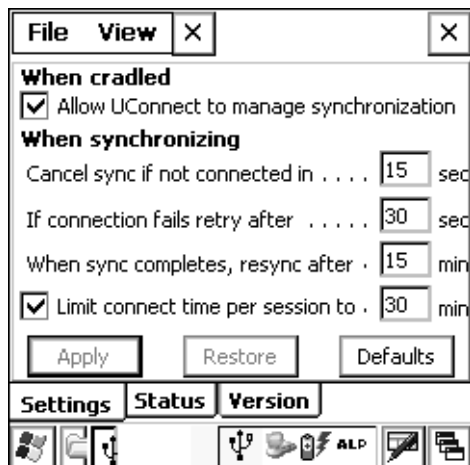 File View X X
When cradled
Allow UConnect to manage synchronization
When synchronizing
Cancel sync if not connected in . . . . 15 sec
If connection fails retry after . . . . . 30 sec
When sync completes, resync after . 15 min
Limit connect time per session to . 30 min
Apply Restore Defaults
Settings Status Version
ALP